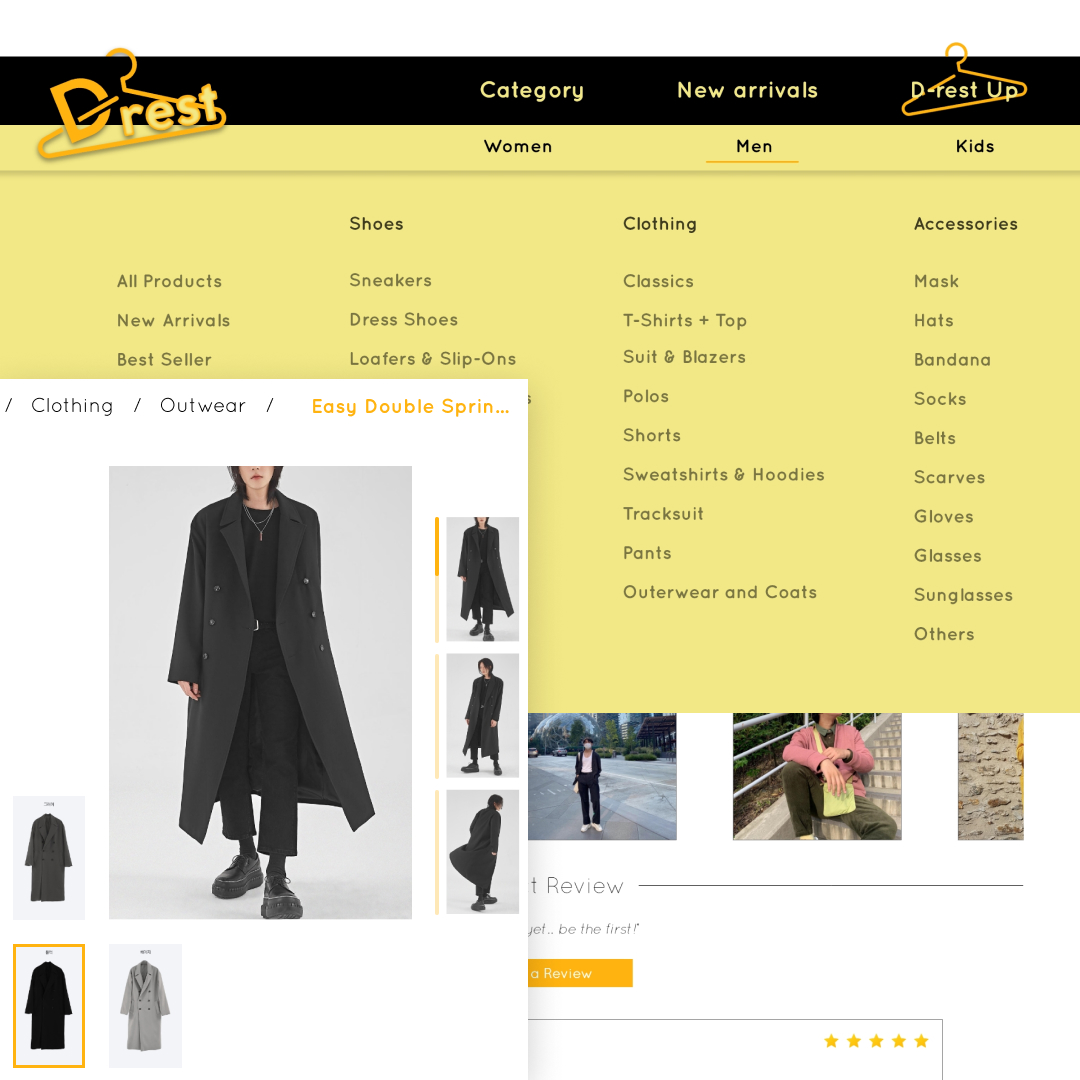 Drest
Category
New arrivals
D-rest Up
Women
Men
Kids
All Products
New Arrivals
Best Seller
Shoes
Sneakers
Dress Shoes
Loafers & Slip-Ons
s
Clothing
Classics
T-Shirts + Top
Suit & Blazers
Polos
Shorts
Sweatshirts & Hoodies
Tracksuit
Pants
Outerwear and Coats
Accessories
Mask
Hats
Bandana
Socks
Belts
Scarves
Gloves
Glasses
Sunglasses
Others
/ Clothing / Outwear / Easy Double Sprin...
t Review
yet.. be the first!"
a Review